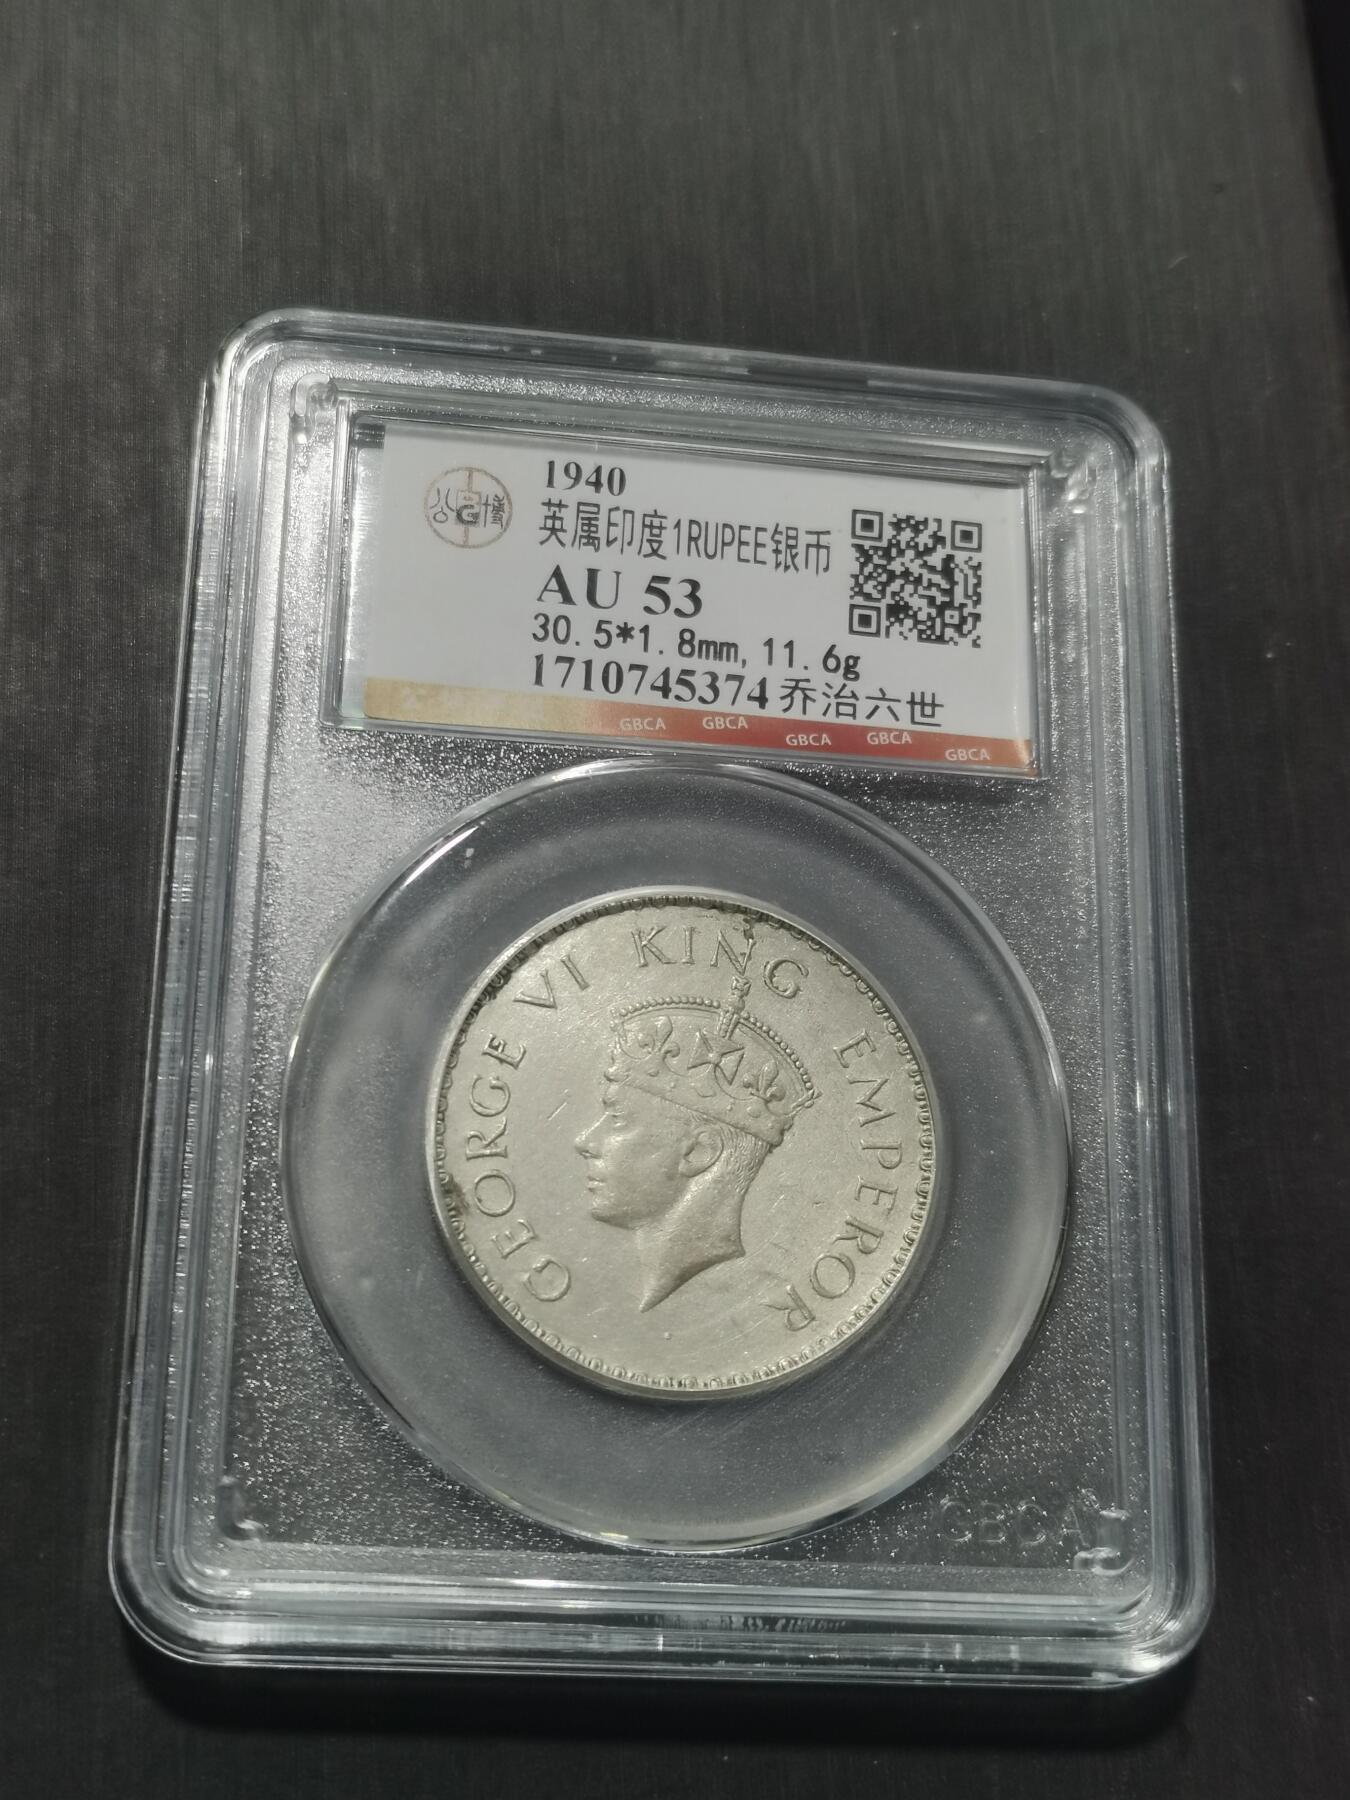 1940
英属印度1RUPEE银币
AU 53
30.5*1.8mm, 11.6g
1710745374 乔治六世
GBCA GBCA GBCA GBCA GBCA
GEORGE VI KING EMPEROR
GBCA